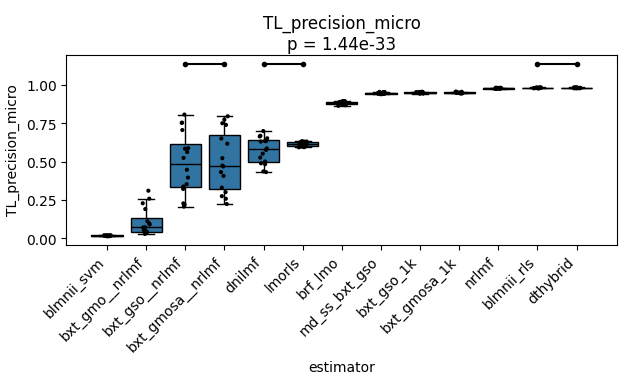 TL_precision_micro
p = 1.44e-33
TL_precision_micro
1.00
0.75
0.50
0.25
0.00
blmnii_svm
bxt_gmo__nrlmf
bxt_gso__nrlmf
bxt_gmosa__nrlmf
dnilmf
lmorls
brf_lmo
md_ss_bxt_gso
bxt_gso_1k
bxt_gmosa_1k
nrlmf
blmnii_rls
dthybrid
estimator